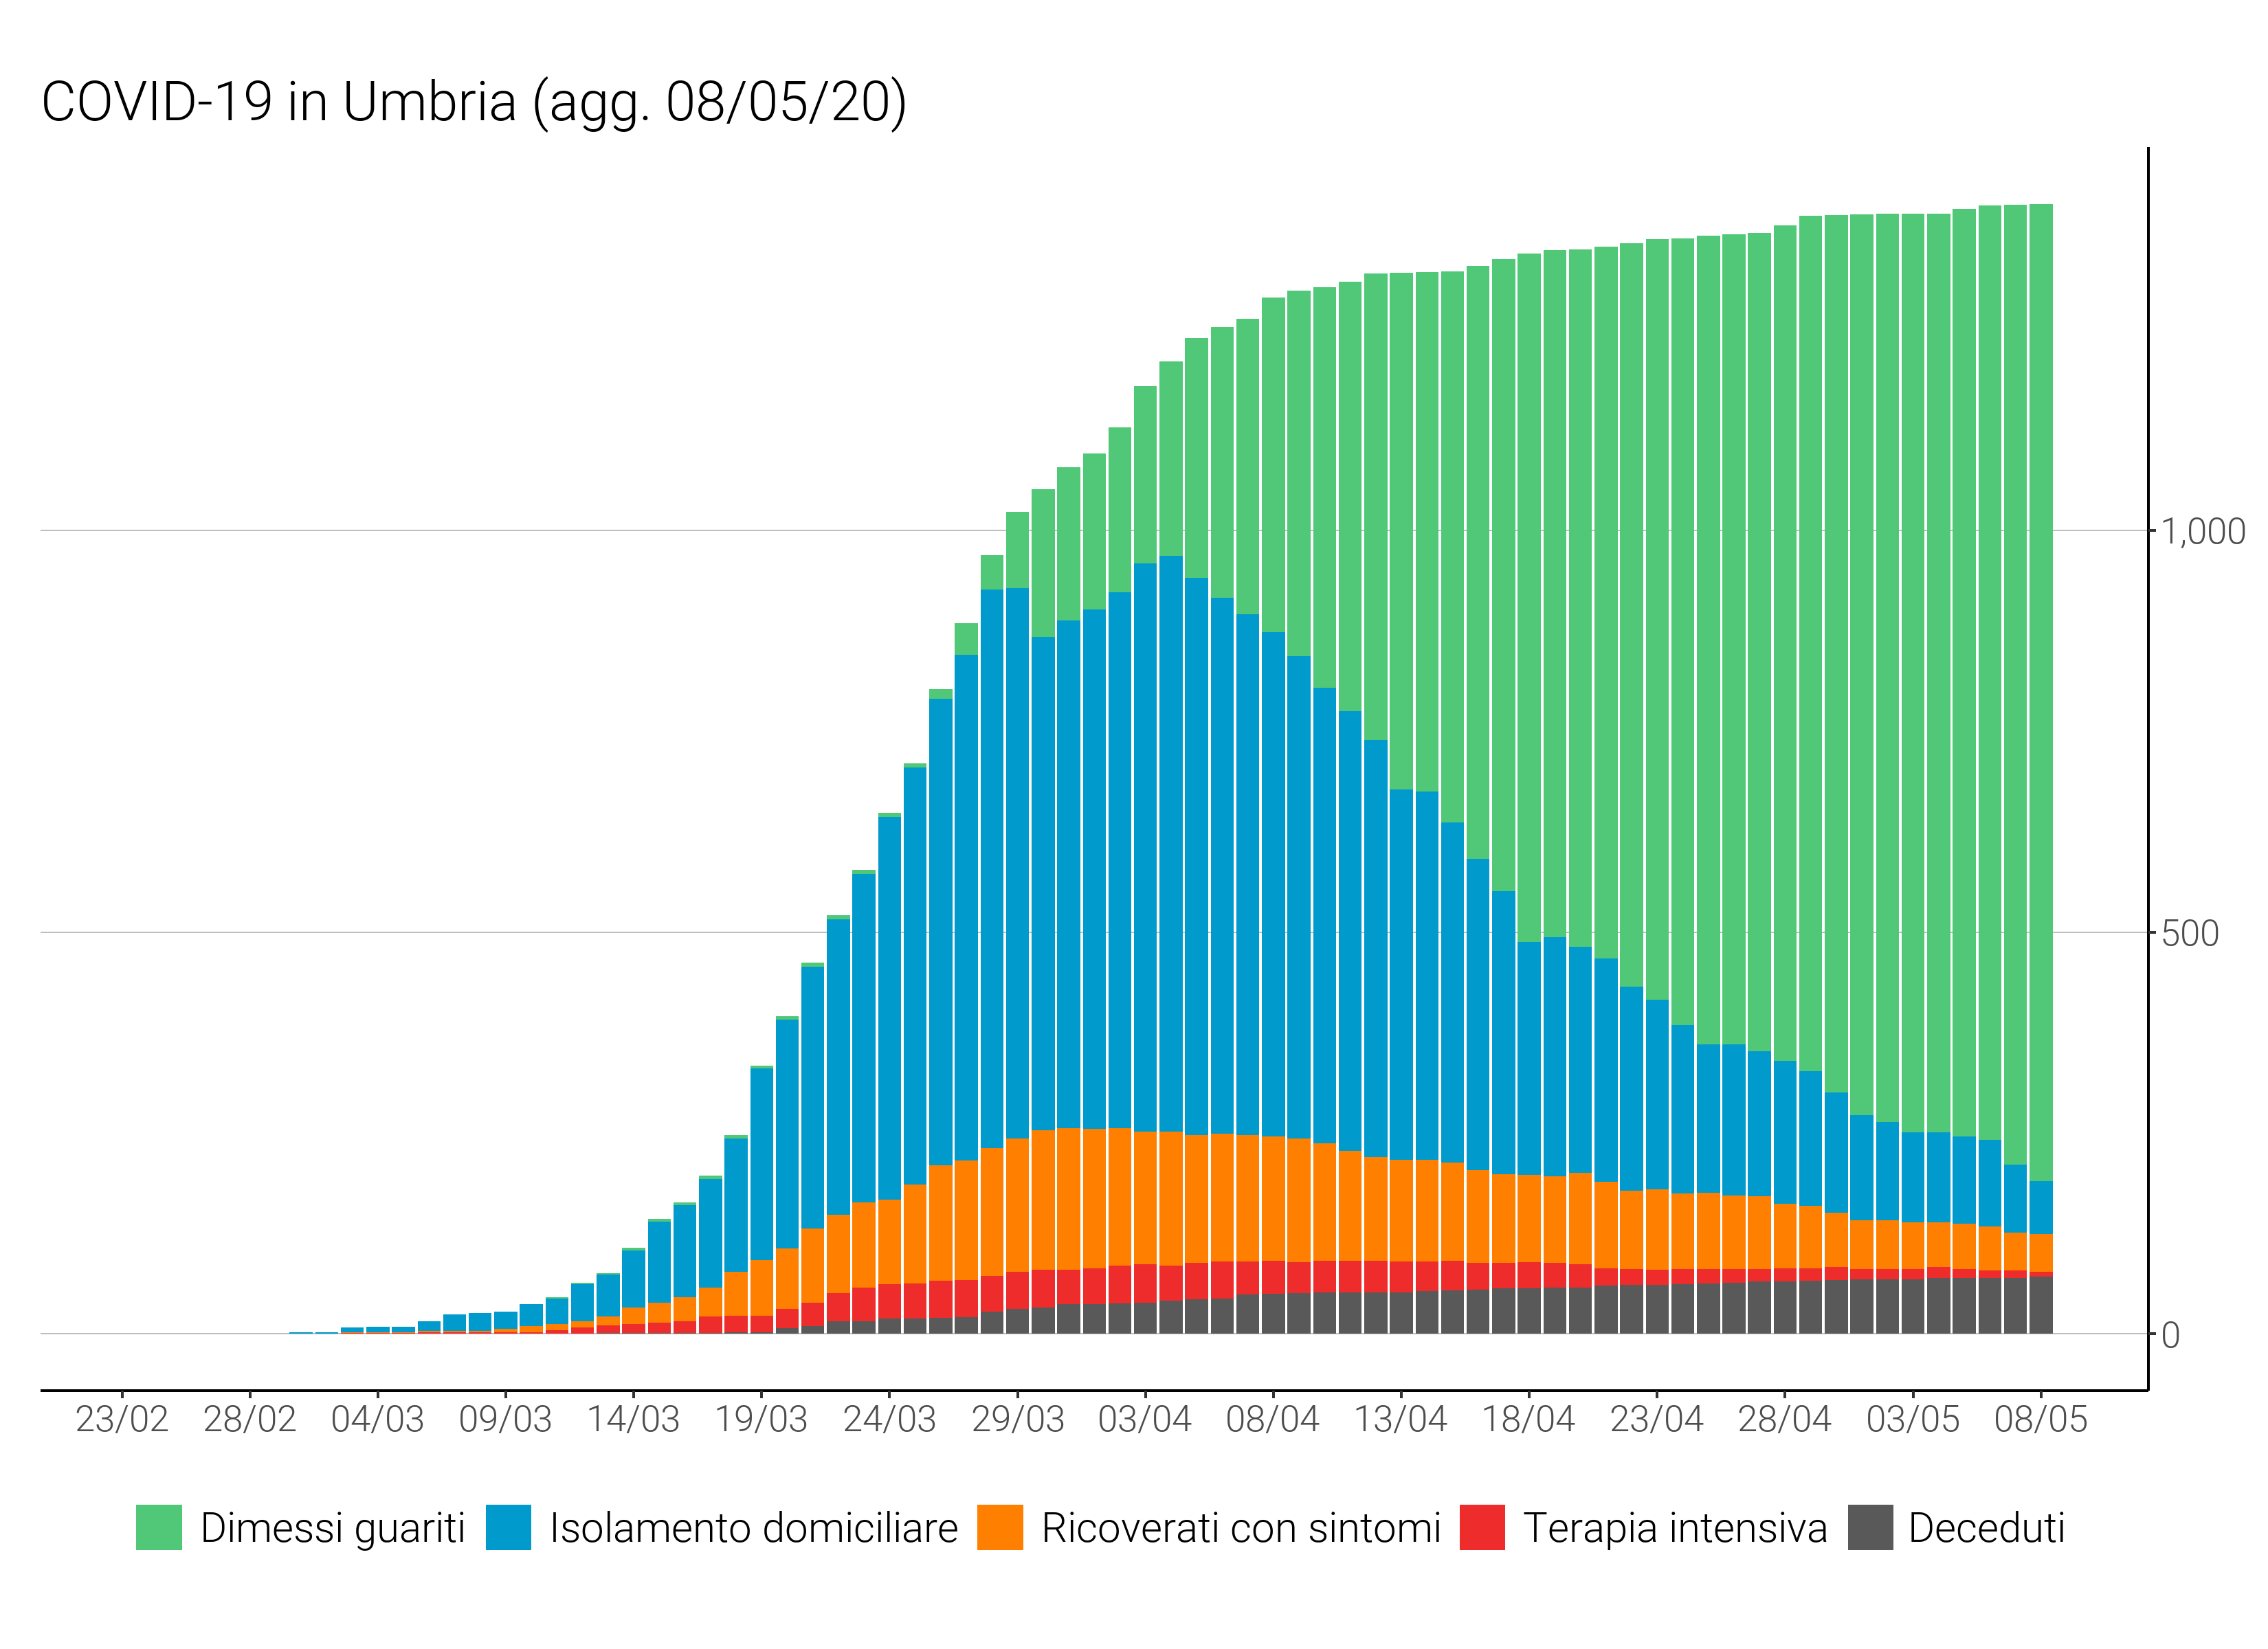 COVID-19 in Umbria (agg. 08/05/20)
1,000
500
0
23/02 28/02 04/03 09/03 14/03 19/03 24/03 29/03 03/04 08/04 13/04 18/04 23/04 28/04 03/05 08/05
Dimessi guariti Isolamento domiciliare Ricoverati con sintomi Terapia intensiva Deceduti